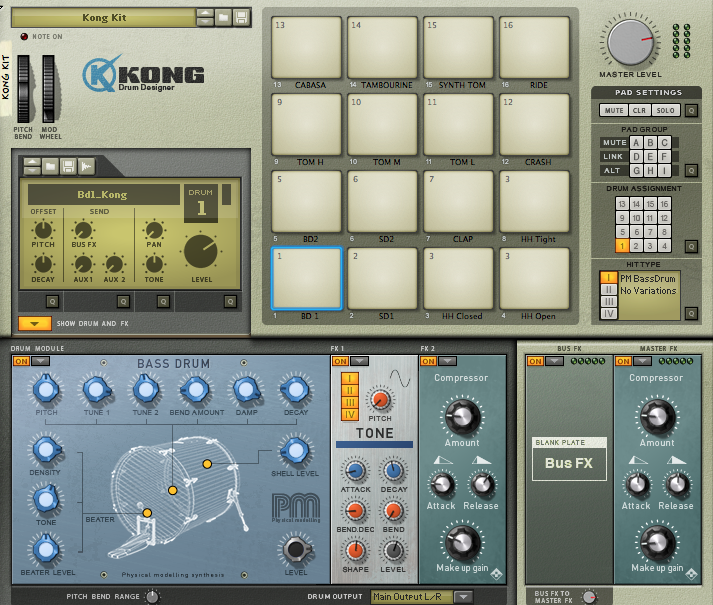 Kong Kit
NOTE ON
KONG KIT
PITCH BEND
MOD WHEEL
KONG
Drum Designer
13 14 15 16
13 CABASA 14 TAMBOURINE 15 SYNTH TOM 16 RIDE
9 10 11 12
9 TOM H 10 TOM M 11 TOM L 12 CRASH
5 6 7 3
5 BD2 6 SD2 7 CLAP 8 HH Tight
1 2 3 3
1 BD 1 2 SD1 3 HH Closed 4 HH Open
MASTER LEVEL
PAD SETTINGS
MUTE CLR SOLO Q
PAD GROUP
MUTE A B C
LINK D E F
ALT G H I Q
DRUM ASSIGNMENT
13 14 15 16
9 10 11 12
5 6 7 8
1 2 3 4 Q
HIT TYPE
I PM BassDrum
II No Variations
III
IV Q
Bd1_Kong
DRUM
1
OFFSET SEND
PITCH BUS FX PAN
DECAY AUX1 AUX 2 TONE LEVEL
Q Q Q Q
SHOW DRUM AND FX
DRUM MODULE
ON
BASS DRUM
PITCH TUNE 1 TUNE 2 BEND AMOUNT DAMP DECAY
DENSITY
SHELL LEVEL
TONE
BEATER
BEATER LEVEL
PM
Physical modelling
LEVEL
Physical modelling synthesis
FX 1
ON
I
II
III
IV
PITCH
TONE
ATTACK DECAY
BEND.DEC BEND
SHAPE LEVEL
FX 2
ON
Compressor
Amount
Attack Release
Make up gain
BUS FX
ON
BLANK PLATE
Bus FX
MASTER FX
ON
Compressor
Amount
Attack Release
Make up gain
PITCH BEND RANGE
DRUM OUTPUT Main Output L/R
BUS FX TO MASTER FX